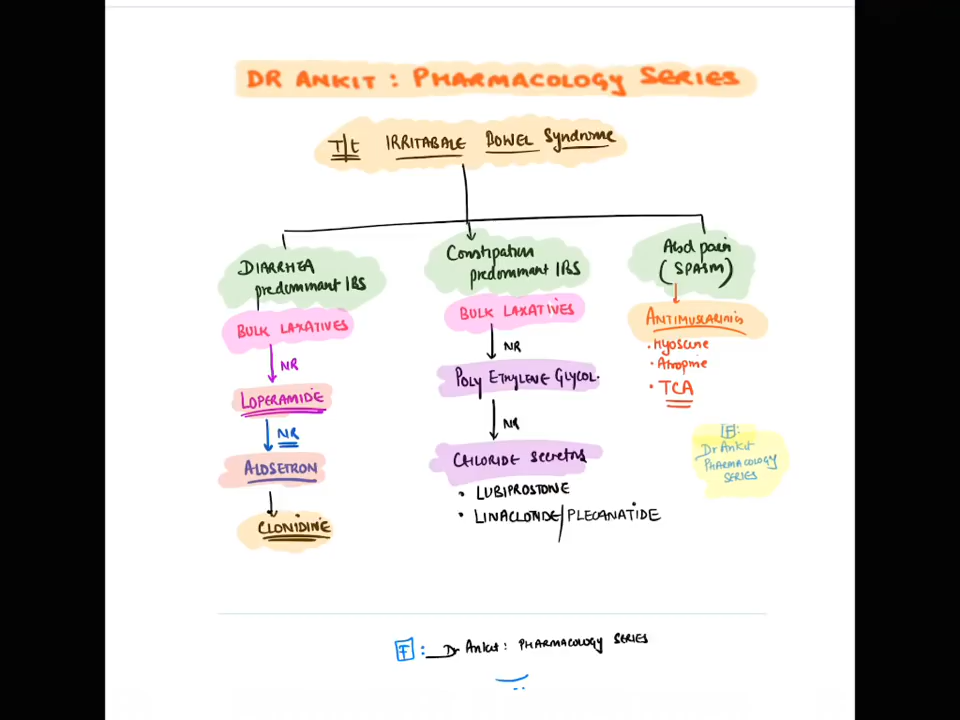 DR ANKIT : PHARMACOLOGY SERIES
T/t IRRITABALE BOWEL Syndrome
DIARRHEA
predominant IBS
BULK LAXATIVES
NR
LOPERAMIDE
NR
ALOSETRON
CLONIDINE
Constipation
predominant IBS
BULK LAXATIVES
NR
POLY ETHYLENE GLYCOL
NR
CHLORIDE Secretors
• LUBIPROSTONE
• LINACLOTIDE/PLECANATIDE
Abd pain
(SPASM)
ANTIMUSCARINICS
• Hyoscine
• Atropine
• TCA
F:
Dr Ankit
PHARMACOLOGY
SERIES
F: Dr Ankit: PHARMACOLOGY SERIES